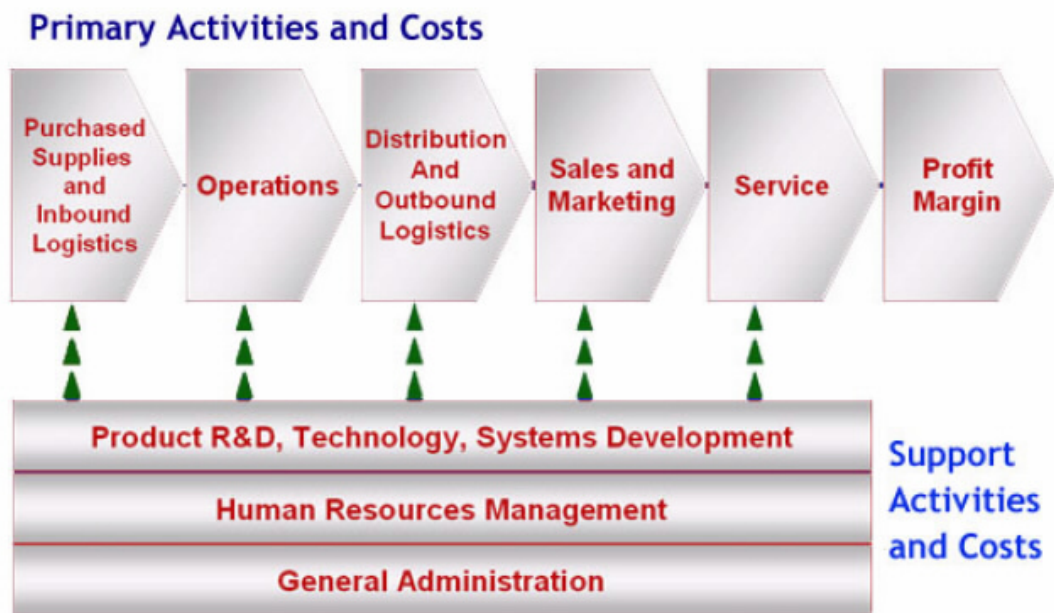 Primary Activities and Costs
Purchased
Supplies
and
Inbound
Logistics
Operations
Distribution
And
Outbound
Logistics
Sales and
Marketing
Service
Profit
Margin
Product R&D, Technology, Systems Development
Human Resources Management
General Administration
Support
Activities
and Costs